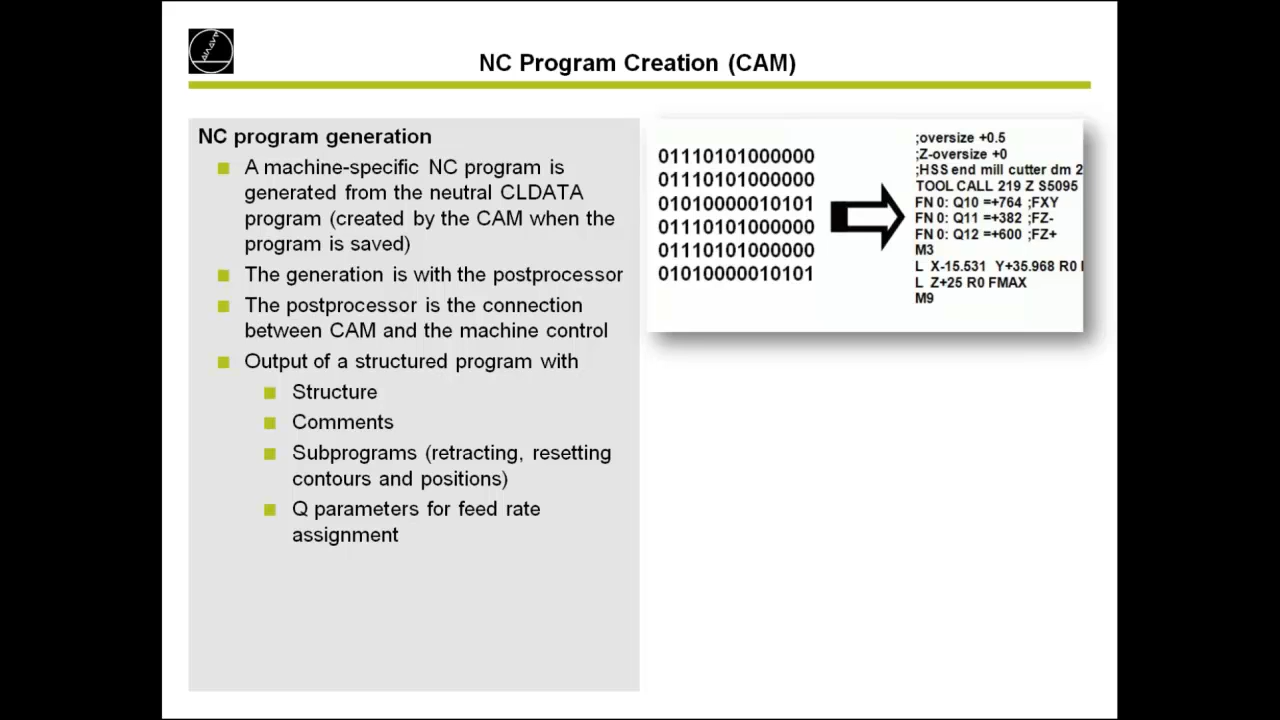 NC Program Creation (CAM)
NC program generation
A machine-specific NC program is
generated from the neutral CLDATA
program (created by the CAM when the
program is saved)
The generation is with the postprocessor
The postprocessor is the connection
between CAM and the machine control
Output of a structured program with
Structure
Comments
Subprograms (retracting, resetting
contours and positions)
Q parameters for feed rate
assignment
01110101000000
01110101000000
01010000010101
01110101000000
01110101000000
01010000010101
;oversize +0.5
;Z-oversize +0
;HSS end mill cutter dm 2
TOOL CALL 219 Z S5095
FN 0: Q10 =+764 ;FXY
FN 0: Q11 =+382 ;FZ-
FN 0: Q12 =+600 ;FZ+
M3
L X-15.531 Y+35.968 R0
L Z+25 R0 FMAX
M9